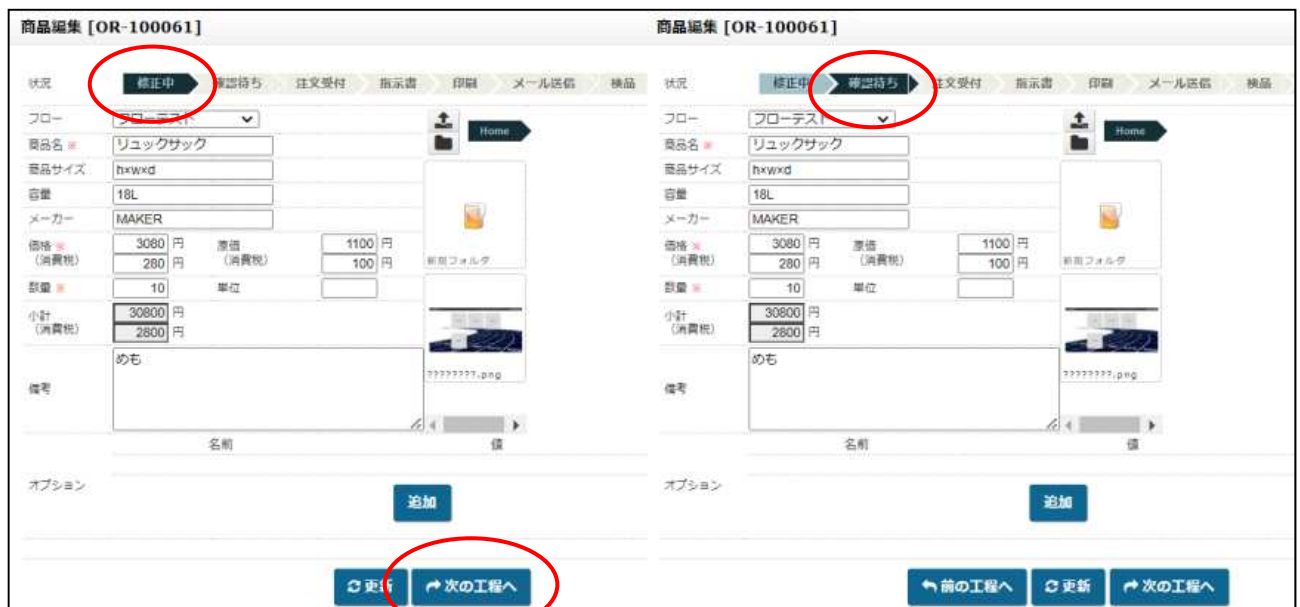 商品編集 [OR-100061]
状況 修正中 確認待ち 注文受付 指示書 印刷 メール送信 検品
フロー フローテスト
Home
商品名 ※ リュックサック
商品サイズ h×w×d
容量 18L
メーカー MAKER
価格 ※ 3080 円 原価 1100 円
（消費税） 280 円 （消費税） 100 円
新規フォルダ
数量 ※ 10 単位
小計 30800 円
（消費税） 2800 円
備考 めも
????????.png
名前 値
オプション
追加
更新 次の工程へ
商品編集 [OR-100061]
状況 修正中 確認待ち 注文受付 指示書 印刷 メール送信 検品
フロー フローテスト
Home
商品名 ※ リュックサック
商品サイズ h×w×d
容量 18L
メーカー MAKER
価格 ※ 3080 円 原価 1100 円
（消費税） 280 円 （消費税） 100 円
新規フォルダ
数量 ※ 10 単位
小計 30800 円
（消費税） 2800 円
備考 めも
????????.png
名前 値
オプション
追加
前の工程へ 更新 次の工程へ